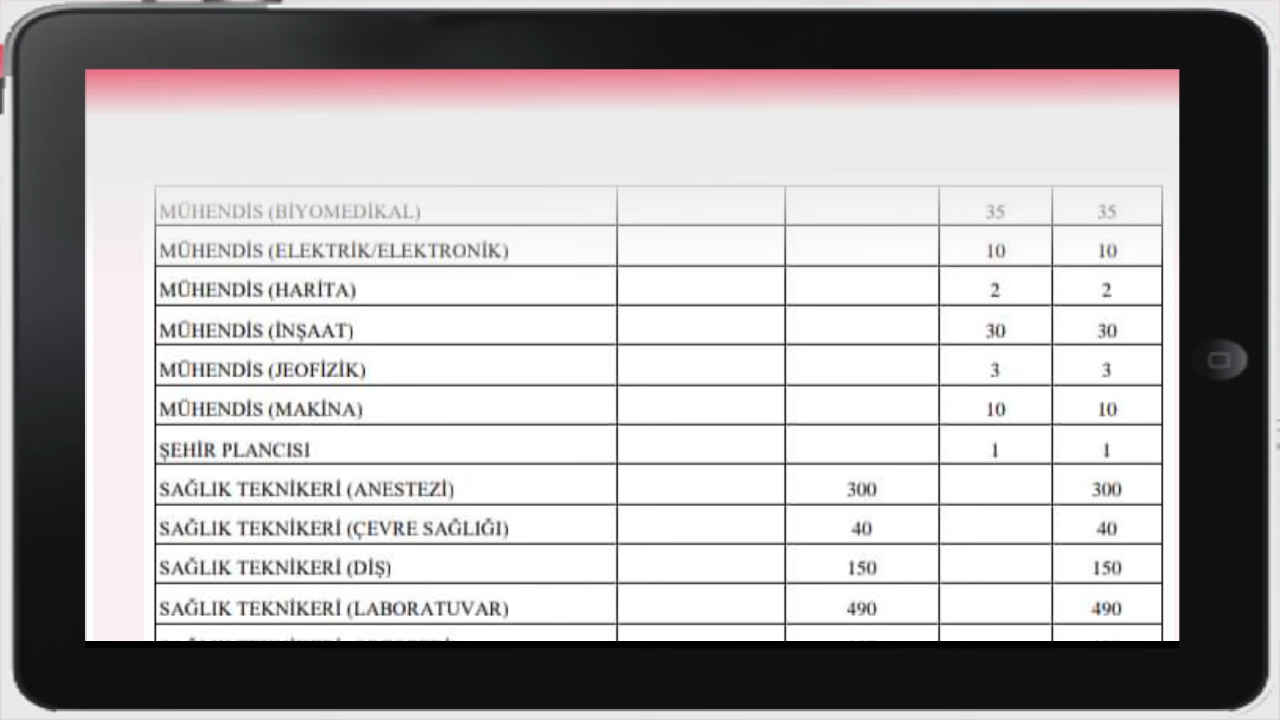 MÜHENDİS (BİYOMEDİKAL) 35 35
MÜHENDİS (ELEKTRİK/ELEKTRONİK) 10 10
MÜHENDİS (HARİTA) 2 2
MÜHENDİS (İNŞAAT) 30 30
MÜHENDİS (JEOFİZİK) 3 3
MÜHENDİS (MAKİNA) 10 10
ŞEHİR PLANCISI 1 1
SAĞLIK TEKNİKERİ (ANESTEZİ) 300 300
SAĞLIK TEKNİKERİ (ÇEVRE SAĞLIĞI) 40 40
SAĞLIK TEKNİKERİ (DİŞ) 150 150
SAĞLIK TEKNİKERİ (LABORATUVAR) 490 490